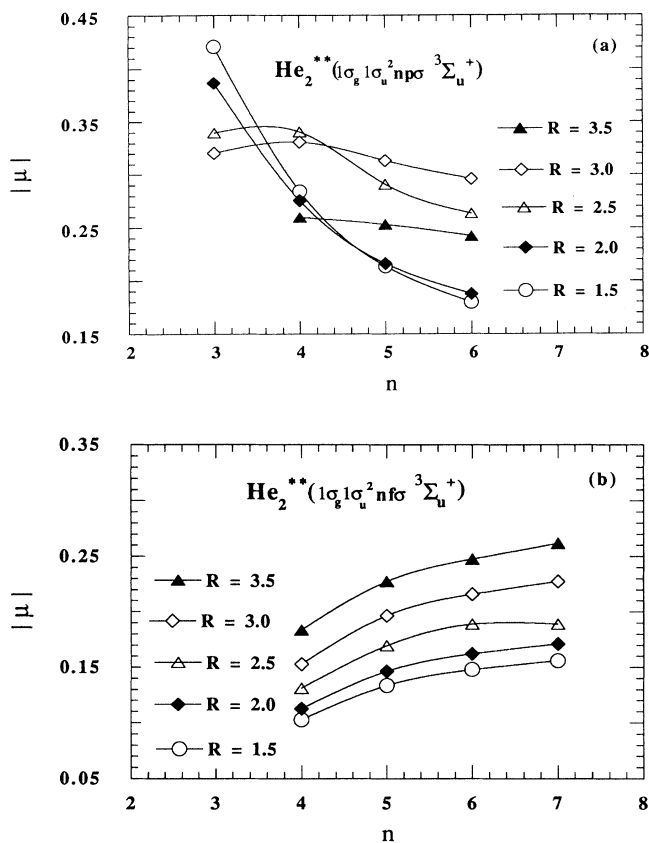 0.45
(a)
He₂**(1σg1σu²npσ ³Σu⁺)
0.35
R = 3.5
R = 3.0
| μ |
R = 2.5
0.25
R = 2.0
R = 1.5
0.15
2 3 4 5 6 7 8
n
0.35
(b)
He₂**(1σg1σu²nfσ ³Σu⁺)
0.25
R = 3.5
R = 3.0
| μ |
R = 2.5
0.15
R = 2.0
R = 1.5
0.05
2 3 4 5 6 7 8
n